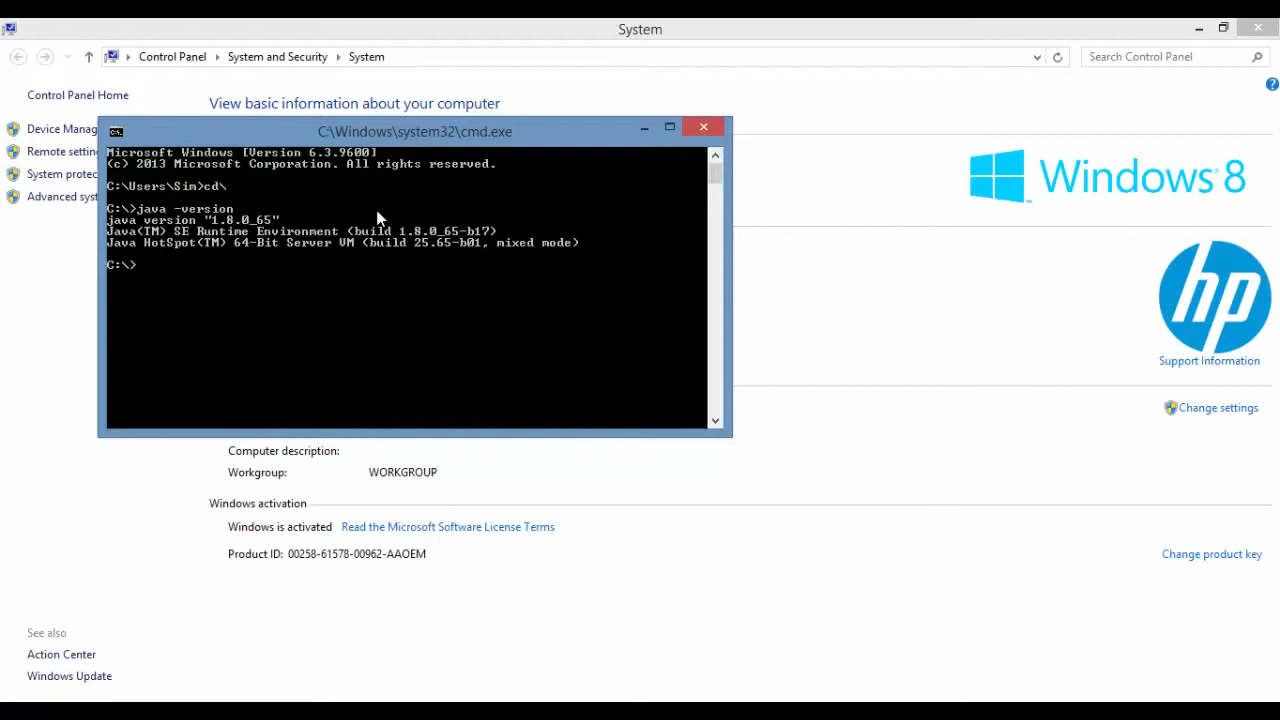 System
Control Panel System and Security System
Search Control Panel
Control Panel Home
View basic information about your computer
Device Manag
Remote settin
System protec
Advanced syst
C:\Windows\system32\cmd.exe
Microsoft Windows [Version 6.3.9600]
(c) 2013 Microsoft Corporation. All rights reserved.
C:\Users\Sim>cd\
C:\>java -version
java version "1.8.0_65"
Java(TM) SE Runtime Environment (build 1.8.0_65-b17)
Java HotSpot(TM) 64-Bit Server VM (build 25.65-b01, mixed mode)
C:\>
Windows 8
hp
Support Information
Change settings
Computer description:
Workgroup: WORKGROUP
Windows activation
Windows is activated Read the Microsoft Software License Terms
Product ID: 00258-61578-00962-AAOEM
Change product key
See also
Action Center
Windows Update